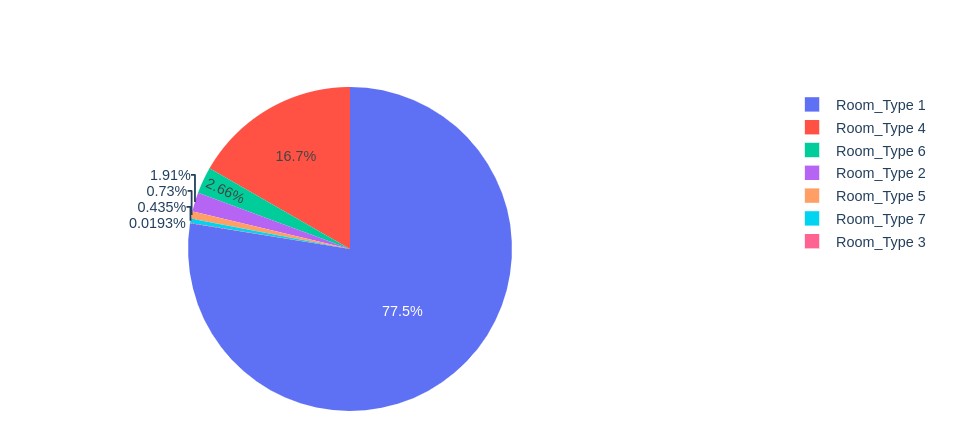 16.7%
2.66%
1.91%
0.73%
0.435%
0.0193%
77.5%
Room_Type 1
Room_Type 4
Room_Type 6
Room_Type 2
Room_Type 5
Room_Type 7
Room_Type 3